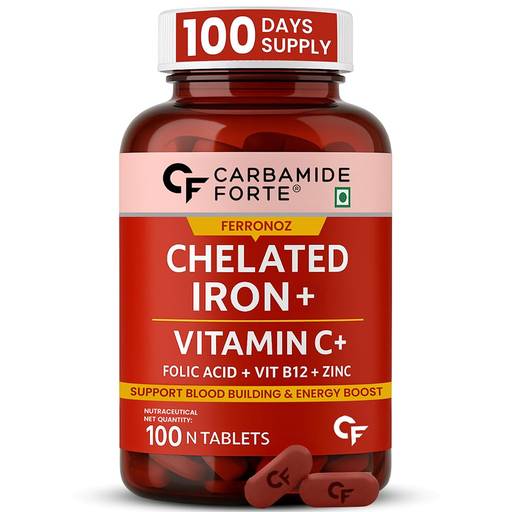 100 DAYS
SUPPLY
CF CARBAMIDE
FORTE®
FERRONOZ
CHELATED
IRON+
VITAMIN C+
FOLIC ACID + VIT B12 + ZINC
SUPPORT BLOOD BUILDING & ENERGY BOOST
NUTRACEUTICAL
NET QUANTITY:
100 N TABLETS
CF
CF
CF